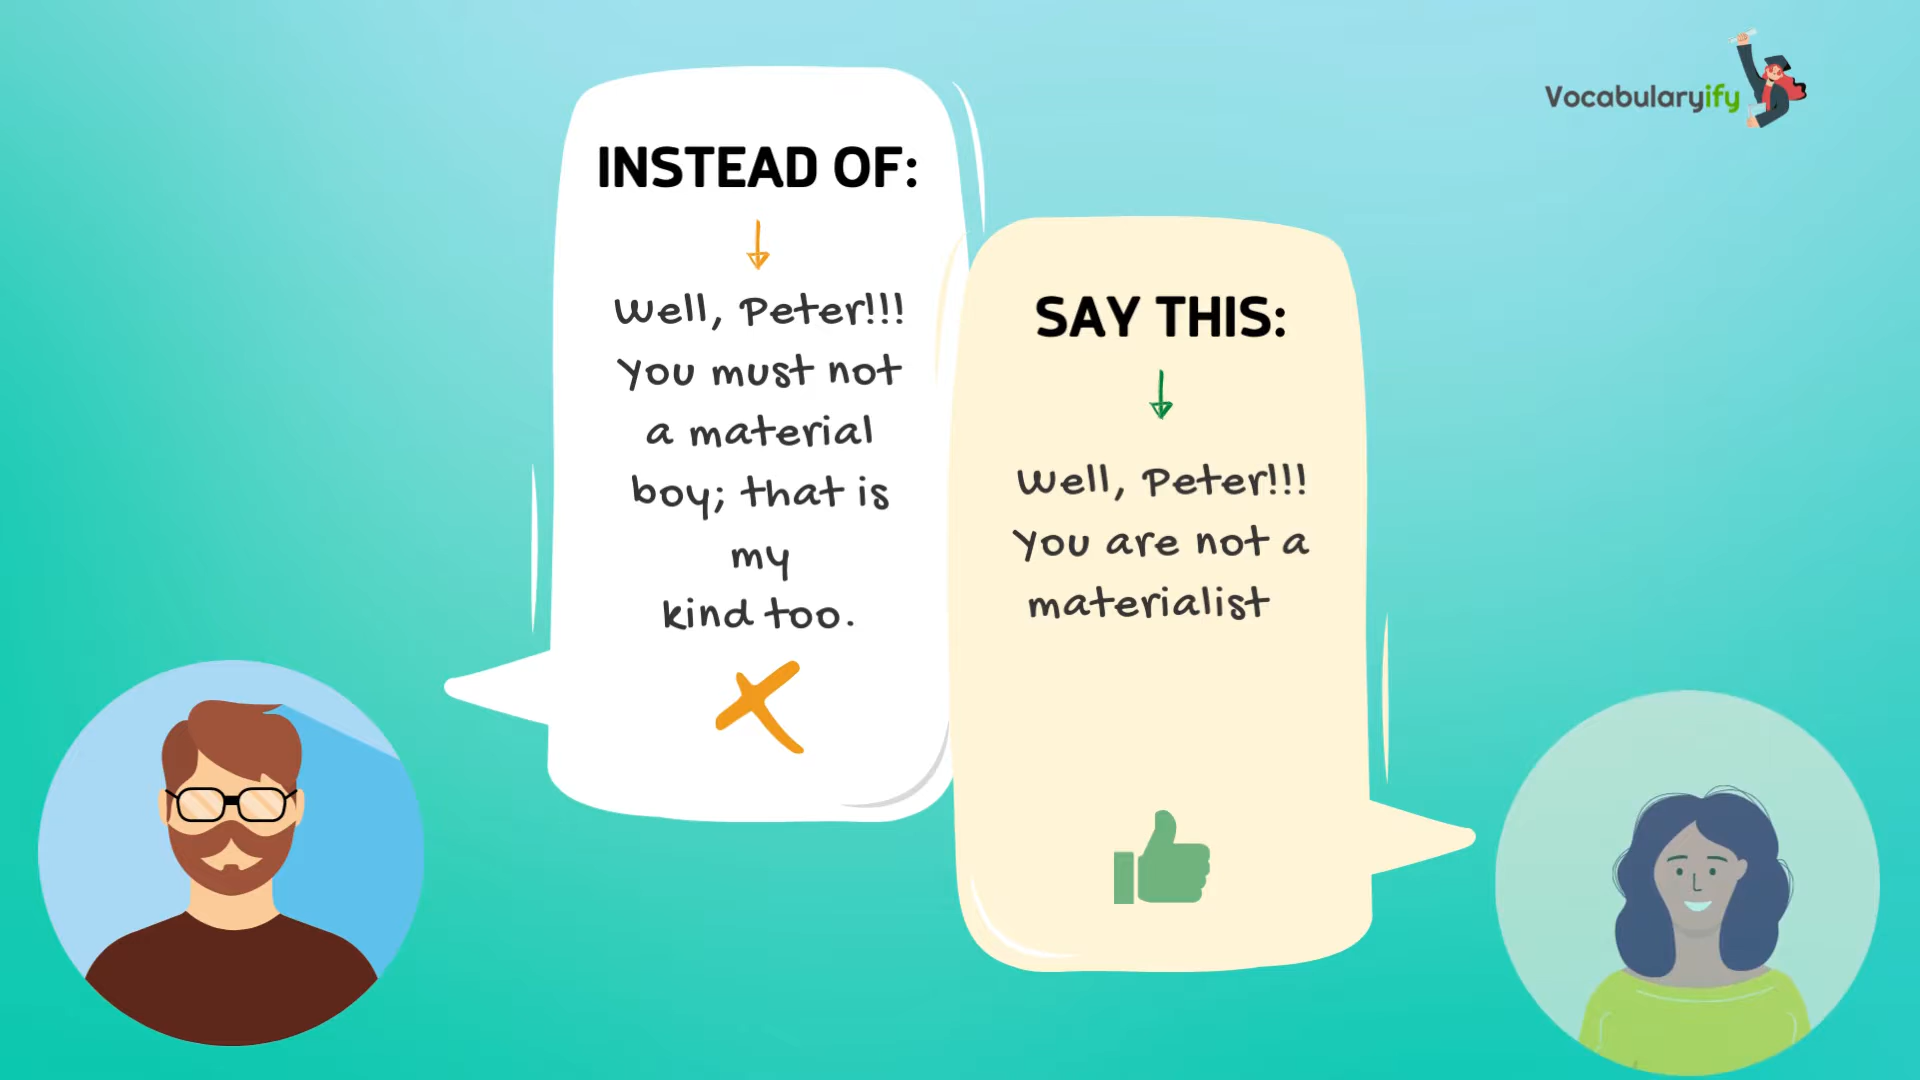 Vocabularyify
INSTEAD OF:
Well, Peter!!!
You must not
a material
boy; that is
my
kind too.
SAY THIS:
Well, Peter!!!
You are not a
materialist